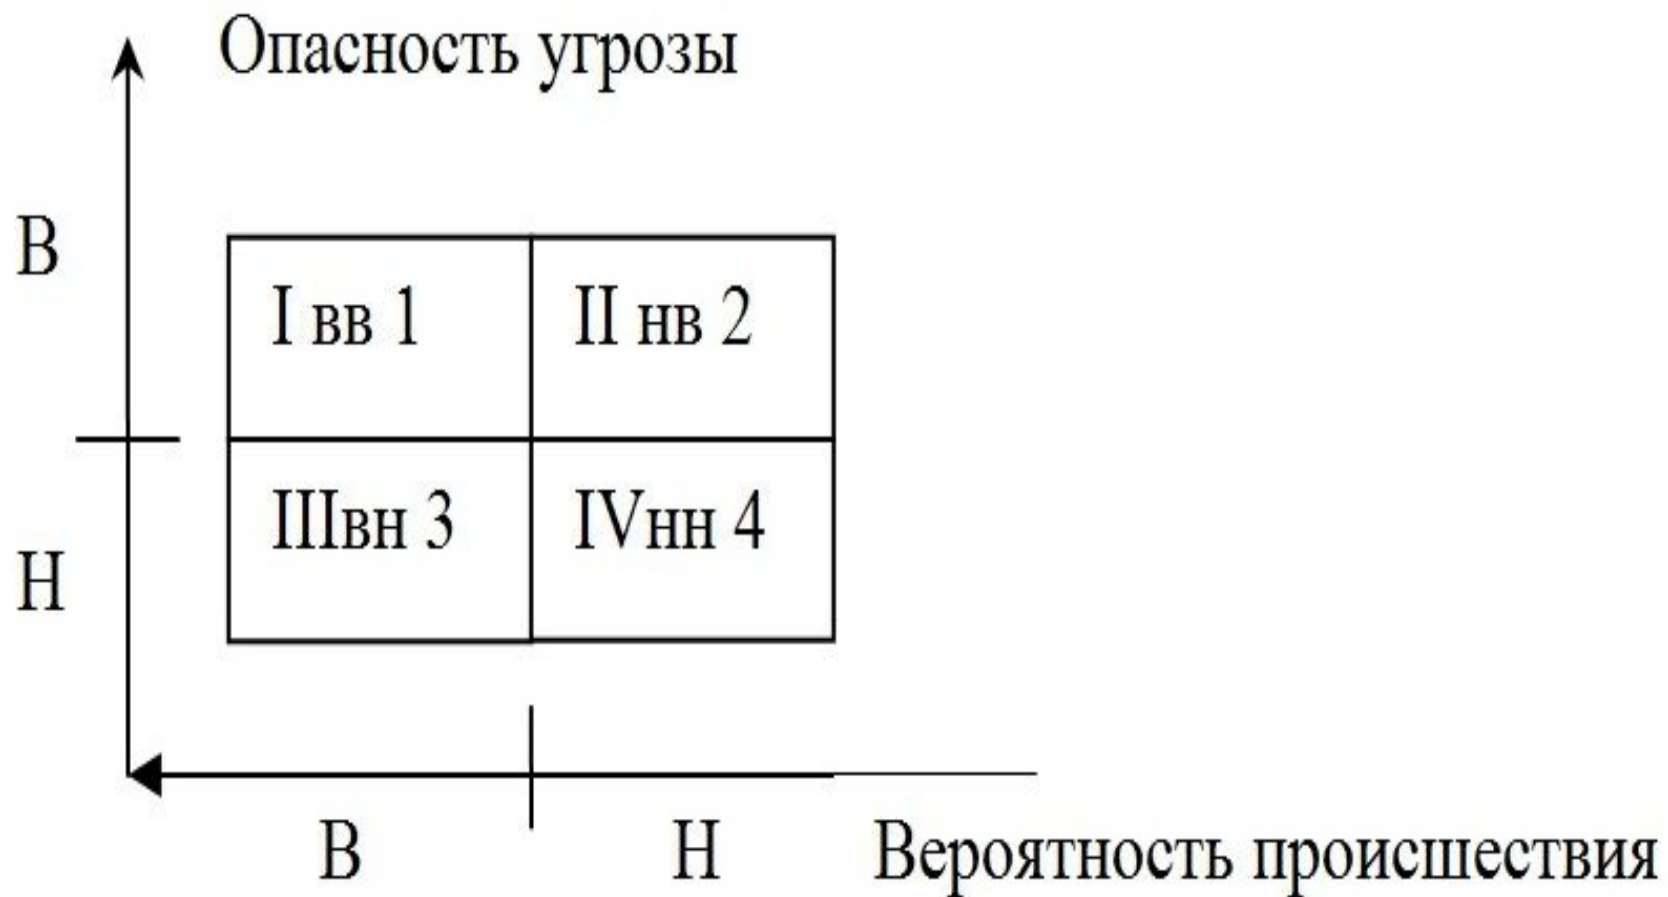 Опасность угрозы
В
I вв 1 II нв 2
IIIвн 3 IVнн 4
Н
В Н Вероятность происшествия